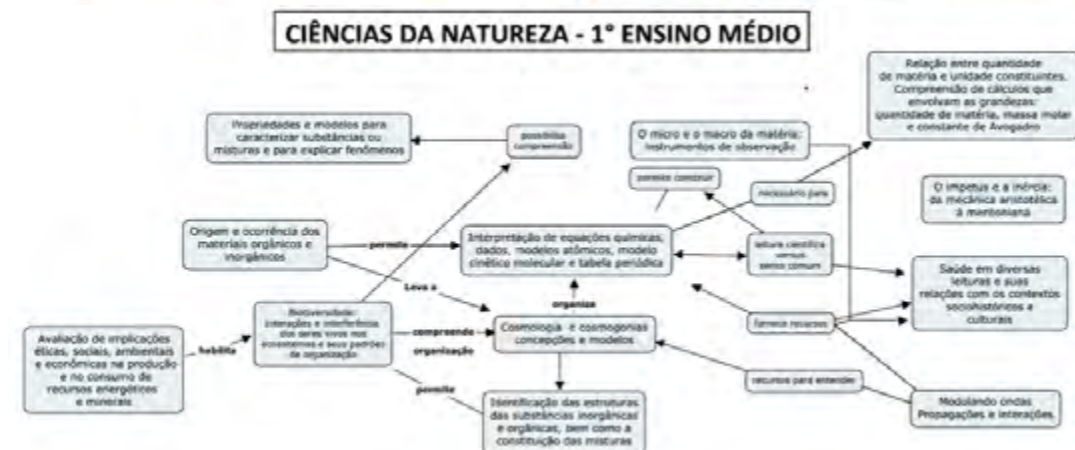 CIÊNCIAS DA NATUREZA - 1° ENSINO MÉDIO
Relação entre quantidade
de matéria e unidade constituintes.
Compreensão de cálculos que
envolvam as grandezas:
quantidade de matéria, massa molar
e constante de Avogadro
Propriedades e modelos para
caracterizar substâncias ou
misturas e para explicar fenômenos
possibilita
compreensão
O micro e o macro da matéria:
instrumentos de observação
permite construir
necessário para
O impetus e a inércia:
da mecânica aristotélica
à
Origem e ocorrência dos
materiais orgânicos e
inorgânicos
permite
Interpretação de equações químicas,
dados, modelos atômicos, modelo
cinético molecular e tabela periódica
leitura científica
versus
senso comum
Saúde em diversas
leituras e suas
relações com os contextos
sociohistóricos e
culturais
Leva a
organiza
Biodiversidade:
interações e interferência
dos seres vivos nos
ecossistemas e seus padrões
de organização
compreende
organização
Cosmologia e cosmogonias
concepções e modelos
fornece recursos
Avaliação de implicações
éticas, sociais, ambientais
e econômicas na produção
e no consumo de
recursos energéticos
e minerais
habilita
recursos para entender
permite
Identificação das estruturas
das substâncias inorgânicas
e orgânicas, bem como a
constituição das misturas
Modulando ondas
Propagações e interações